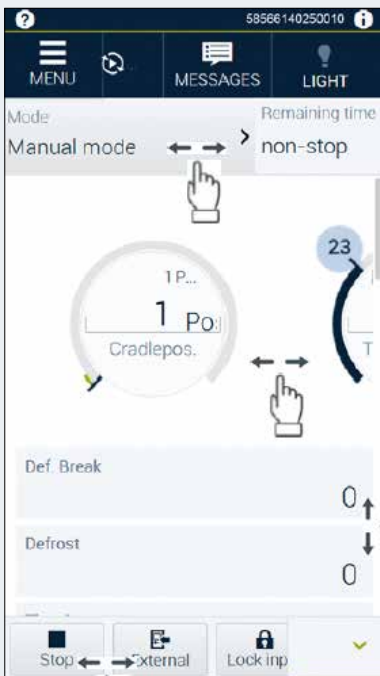 58566140250010
MENU
MESSAGES
LIGHT
Mode
Remaining time
Manual mode
non-stop
23
1 P...
1 Po
Cradlepos.
T
Def. Break
0
Defrost
0
Stop
External
Lock inp